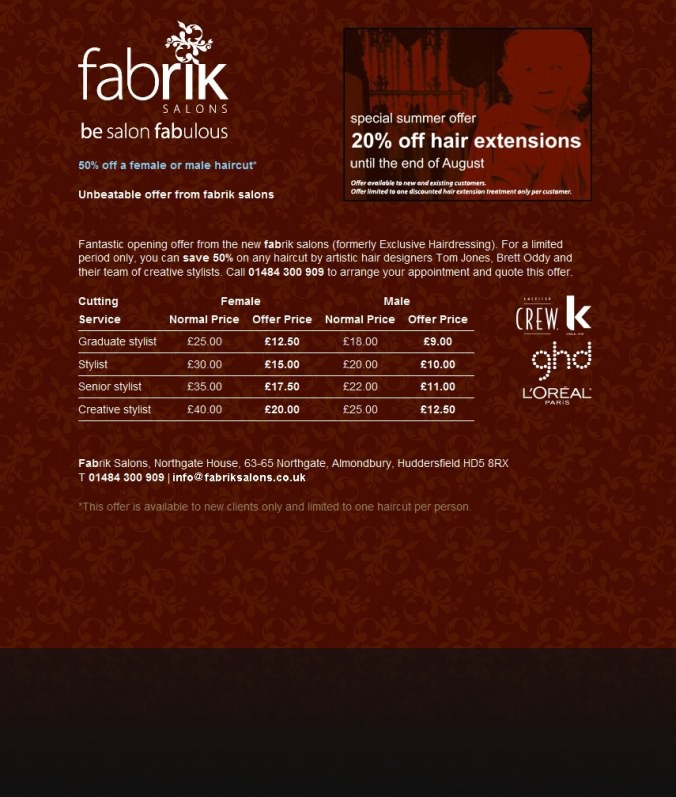 fabrik
SALONS
be salon fabulous
special summer offer
20% off hair extensions
until the end of August
Offer available to new and existing customers.
Offer limited to one discounted hair extension treatment only per customer.
50% off a female or male haircut*
Unbeatable offer from fabrik salons
Fantastic opening offer from the new fabrik salons (formerly Exclusive Hairdressing). For a limited
period only, you can save 50% on any haircut by artistic hair designers Tom Jones, Brett Oddy and
their team of creative stylists. Call 01484 300 909 to arrange your appointment and quote this offer.
Cutting Female Male
Service Normal Price Offer Price Normal Price Offer Price
Graduate stylist £25.00 £12.50 £18.00 £9.00
Stylist £30.00 £15.00 £20.00 £10.00
Senior stylist £35.00 £17.50 £22.00 £11.00
Creative stylist £40.00 £20.00 £25.00 £12.50
AMERICAN
CREW
k
ghd
L'ORÉAL
PARIS
Fabrik Salons, Northgate House, 63-65 Northgate, Almondbury, Huddersfield HD5 8RX
T 01484 300 909 | info@fabriksalons.co.uk
*This offer is available to new clients only and limited to one haircut per person.